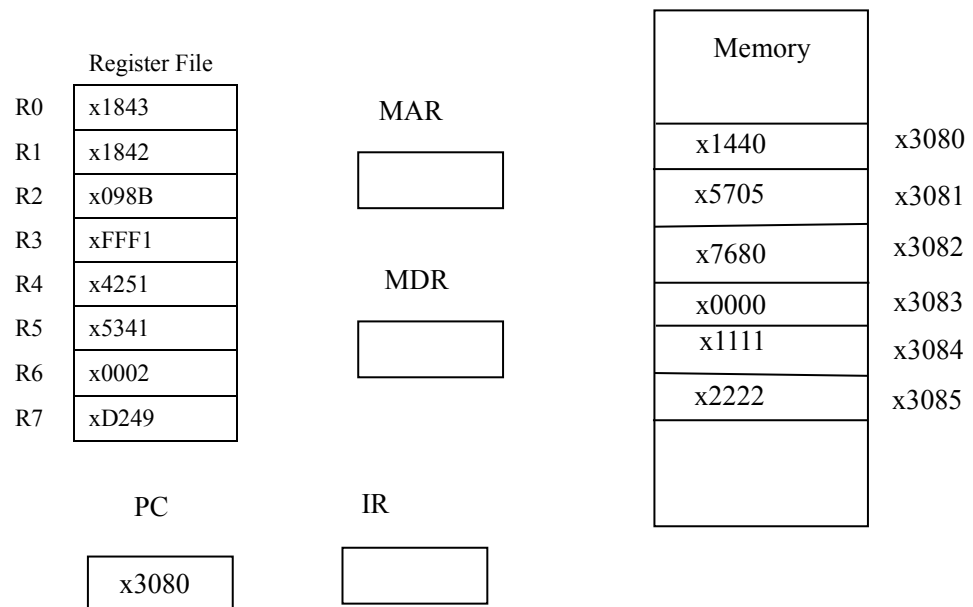 Register File
R0 x1843
R1 x1842
R2 x098B
R3 xFFF1
R4 x4251
R5 x5341
R6 x0002
R7 xD249
PC
x3080
MAR
MDR
IR
Memory
x1440 x3080
x5705 x3081
x7680 x3082
x0000 x3083
x1111 x3084
x2222 x3085